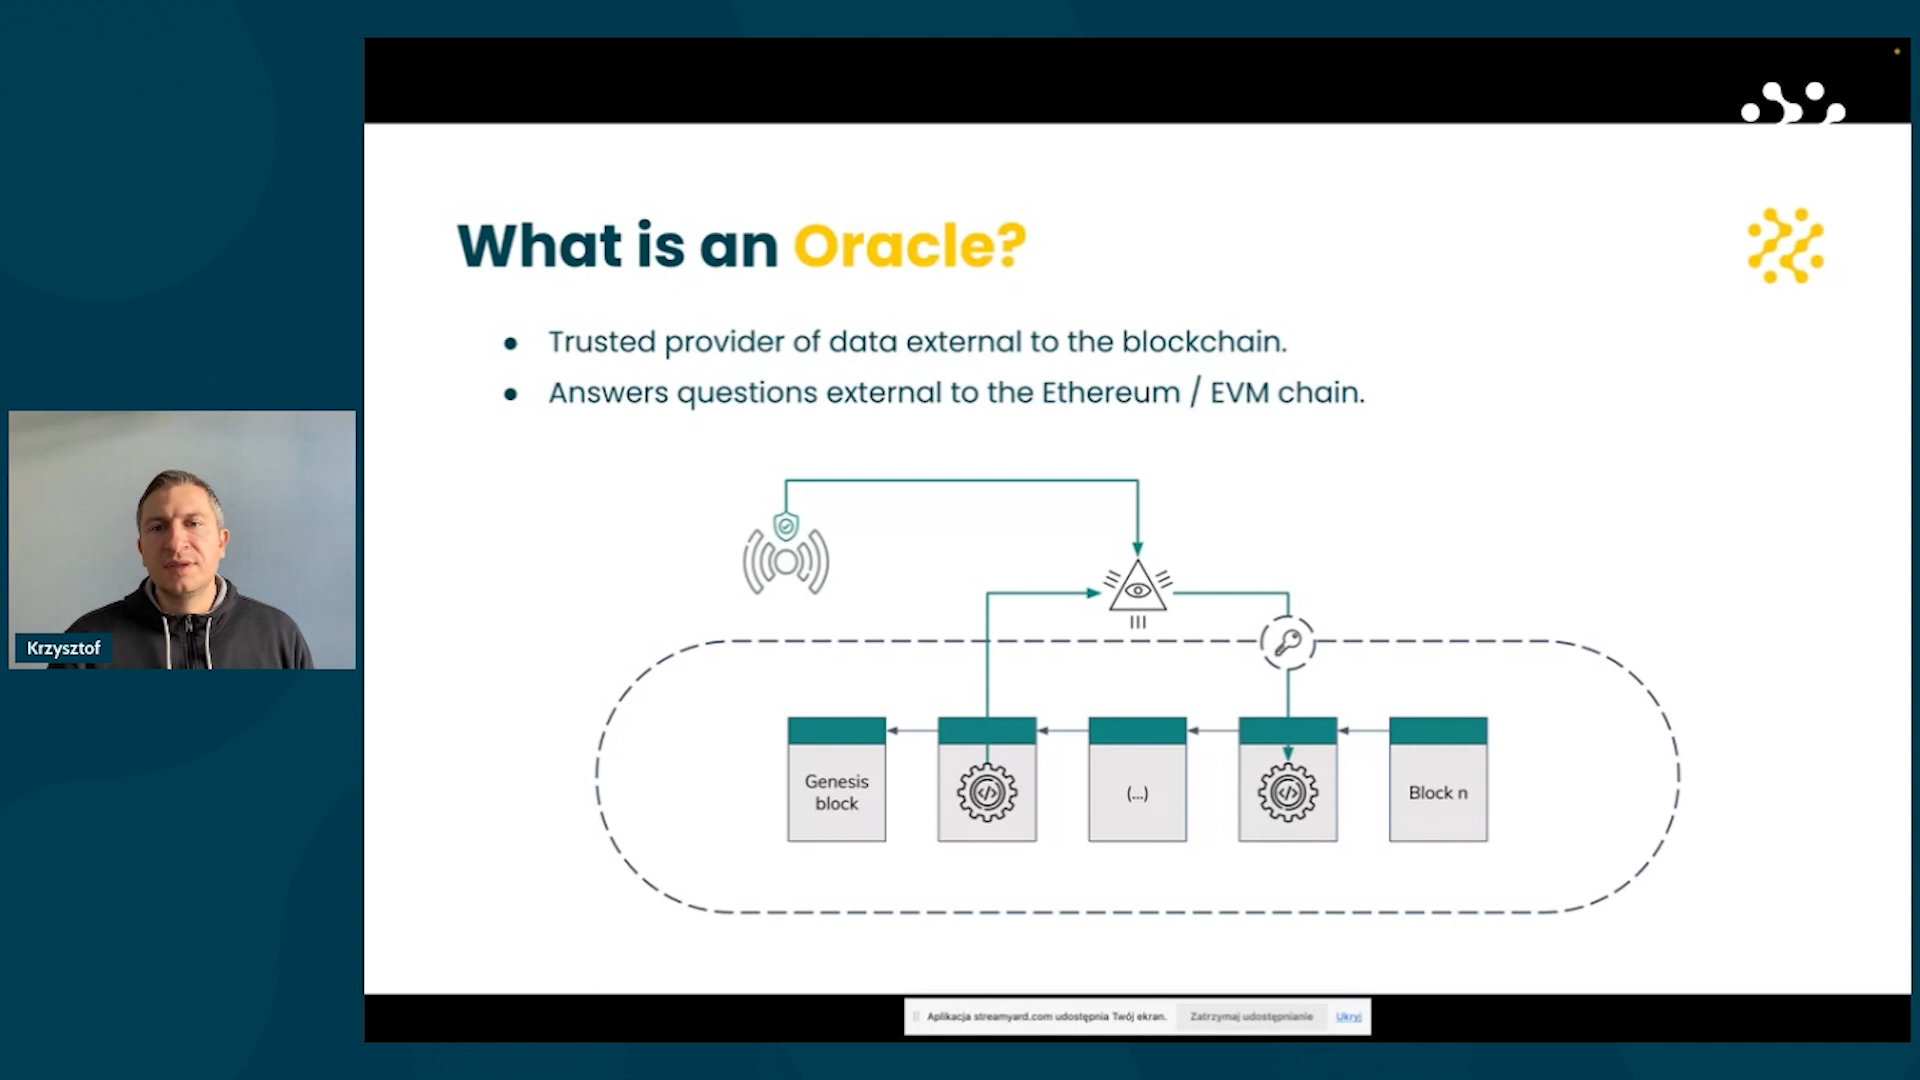 What is an Oracle?
● Trusted provider of data external to the blockchain.
● Answers questions external to the Ethereum / EVM chain.
Krzysztof
Genesis
block
</>
(...)
</>
Block n
Aplikacja streamyard.com udostępnia Twój ekran. Zatrzymaj udostępnianie Ukryj